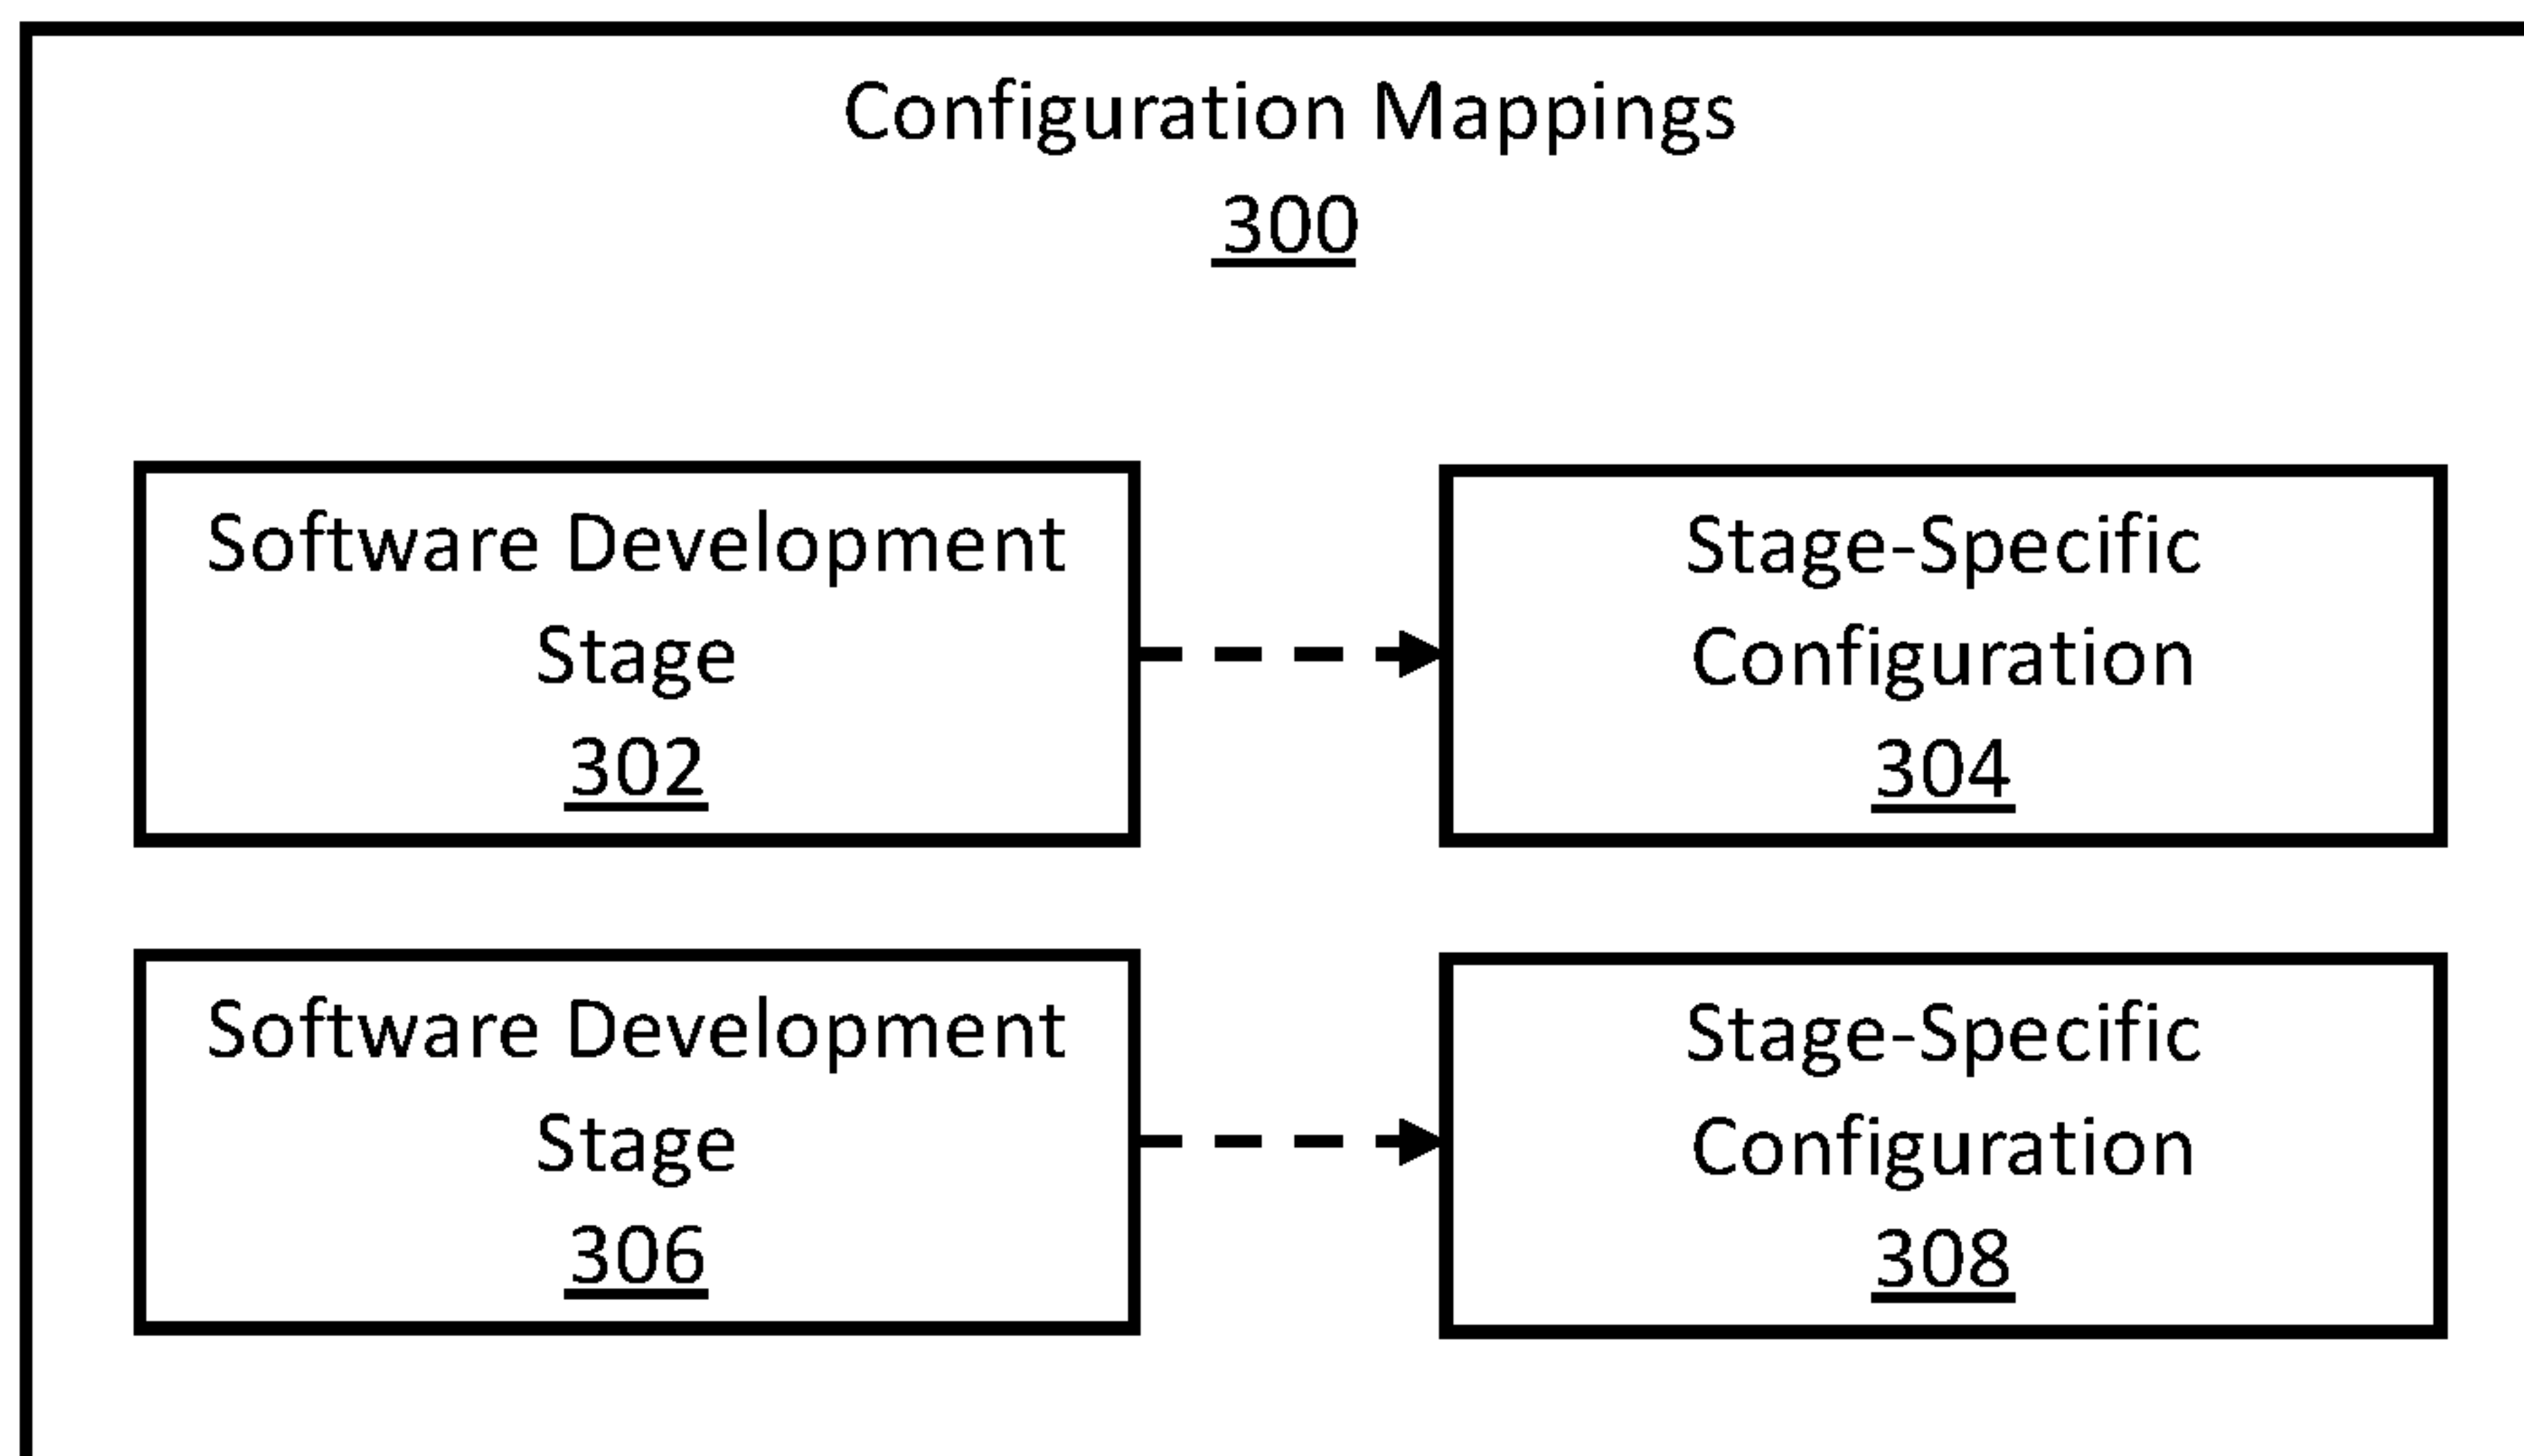 Configuration Mappings
300
Software Development
Stage
302
Stage-Specific
Configuration
304
Software Development
Stage
306
Stage-Specific
Configuration
308